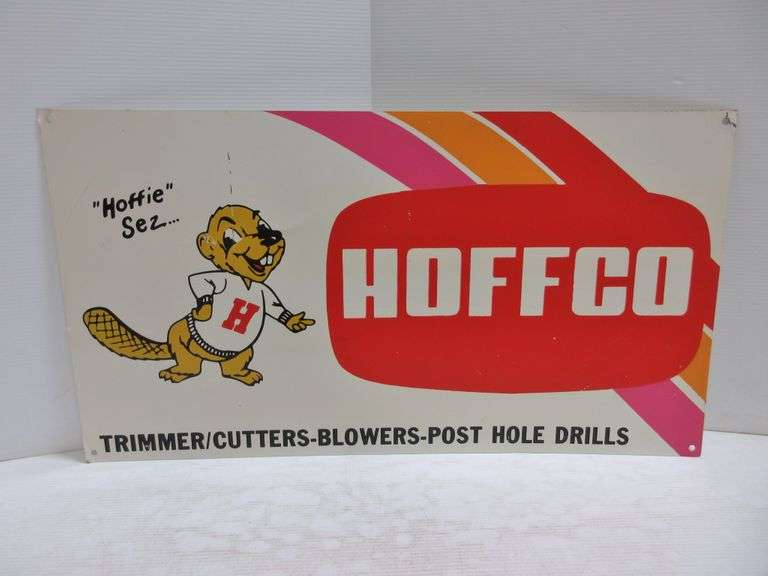 "Hoffie"
Sez...
H
HOFFCO
TRIMMER/CUTTERS-BLOWERS-POST HOLE DRILLS